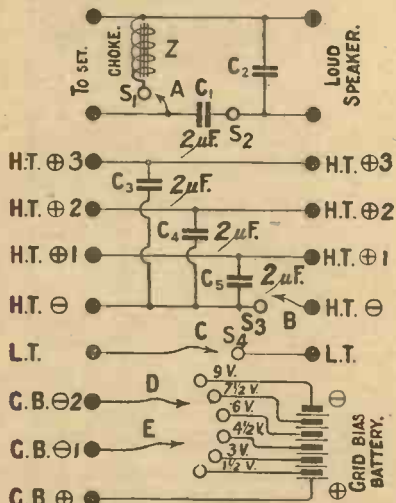 TO SET.
CHOKE.
Z
S1
A
C1
S2
C2
LOUD SPEAKER.
2µF.
H.T. ⊕ 3
C3
2µF.
H.T. ⊕3
H.T. ⊕ 2
C4
2µF.
H.T. ⊕2
H.T. ⊕ 1
C5
2µF.
H.T. ⊕ 1
H.T. ⊖
S3
B
H.T. ⊖
L.T.
C
S4
L.T.
G.B. ⊖2
D
G.B. ⊖1
E
G.B. ⊕
9 V.
7½ V.
6 V.
4½ V.
3 V.
1½ V.
⊖
⊕
GRID BIAS
BATTERY.